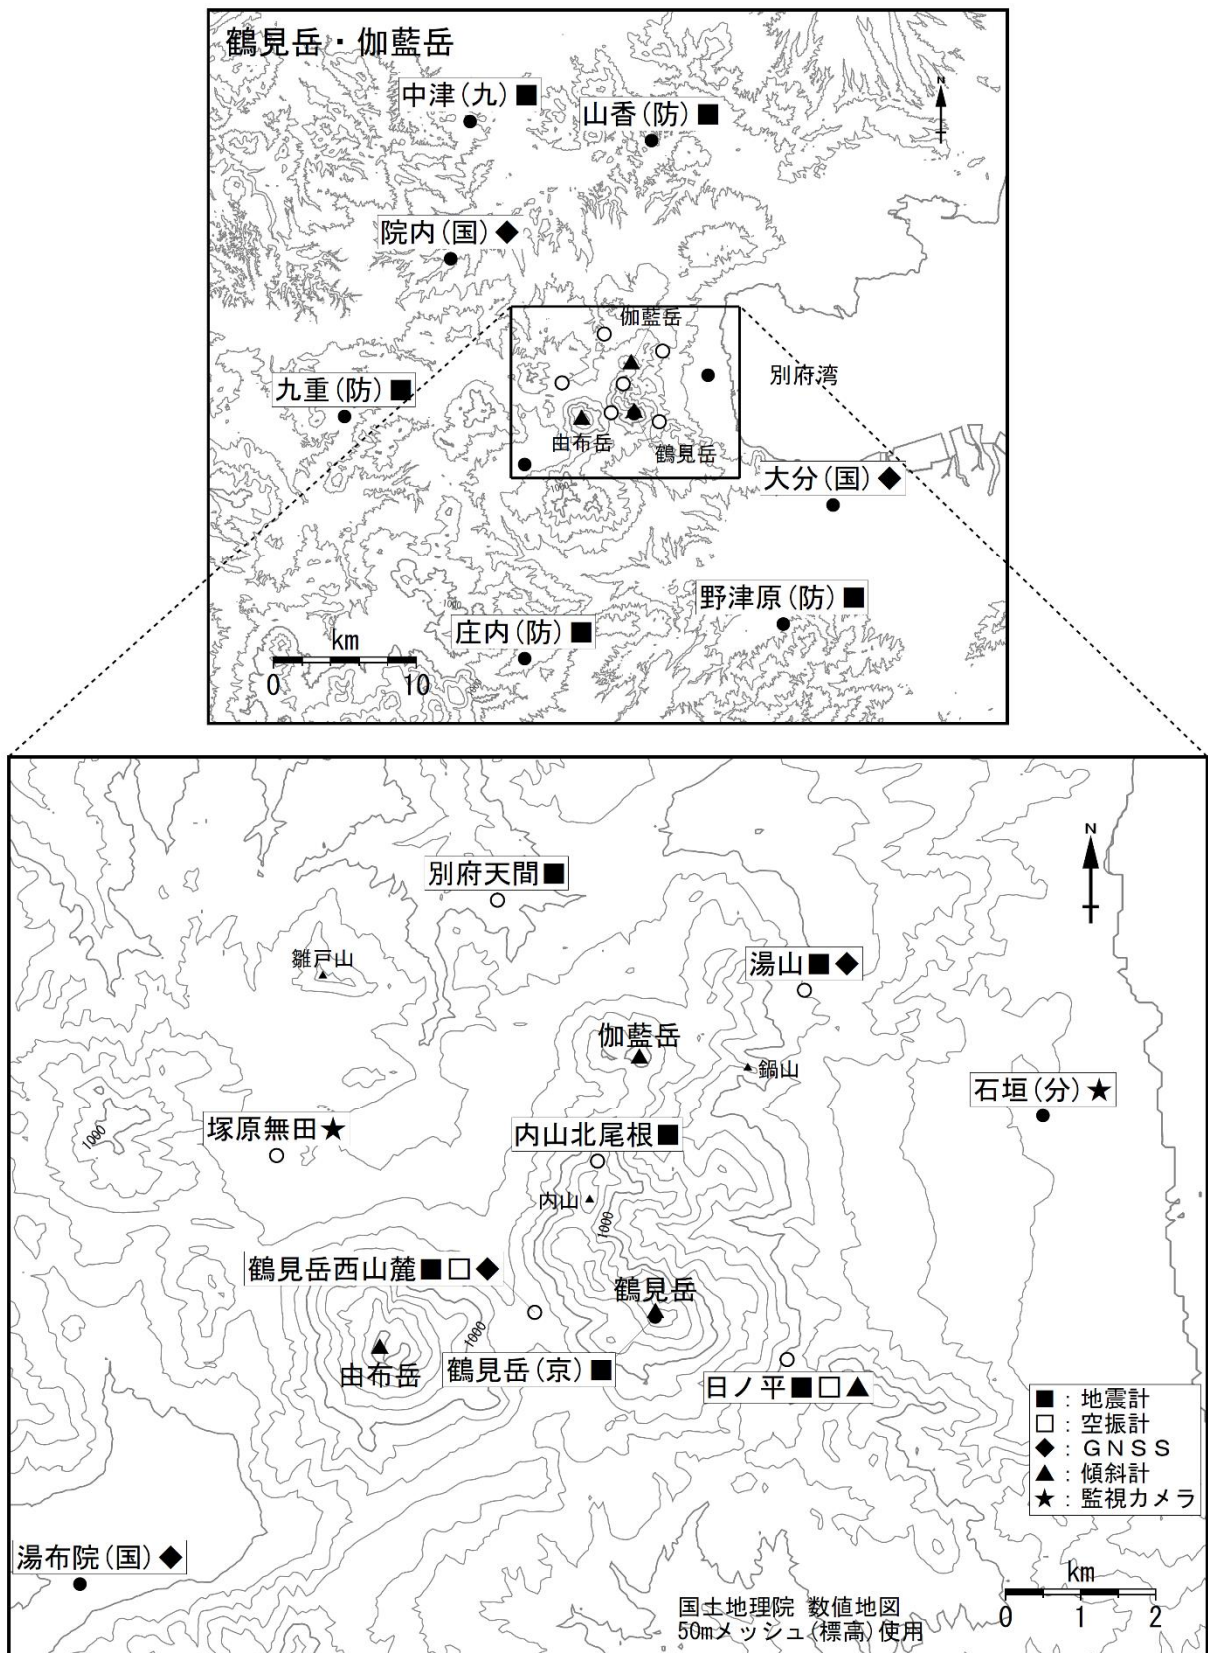 鶴見岳・伽藍岳
中津(九)■
山香(防)■
N
院内(国)◆
伽藍岳
別府湾
九重(防)■
由布岳
鶴見岳
大分(国)◆
1000
1000
野津原(防)■
庄内(防)■
km
0 10
1000
N
別府天間■
雛戸山
湯山■◆
伽藍岳
鍋山
石垣(分)★
塚原無田★
内山北尾根■
1000
内山
1000
鶴見岳西山麓■□◆
鶴見岳
1000
由布岳
鶴見岳(京)■
日ノ平■□▲
■:地震計
□:空振計
◆:GNSS
▲:傾斜計
★:監視カメラ
湯布院(国)◆
km
0 1 2
国土地理院 数値地図
50mメッシュ(標高)使用